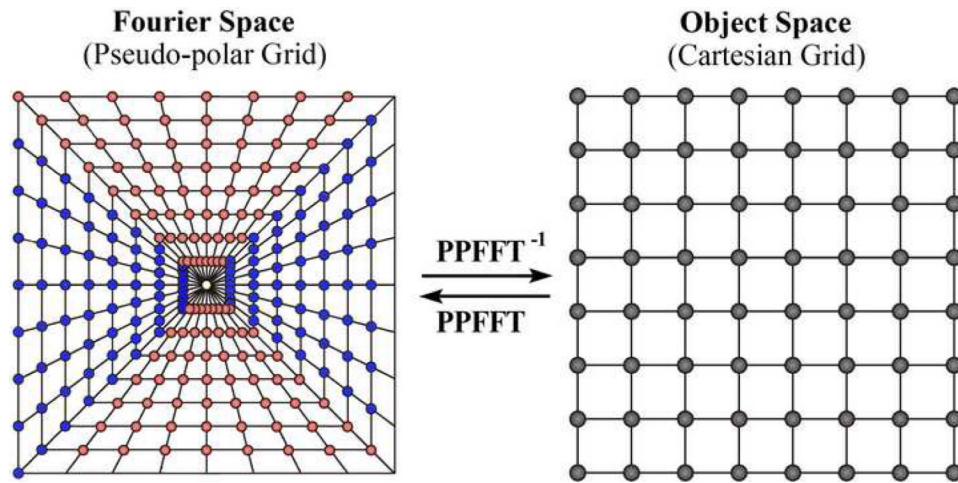 Fourier Space
(Pseudo-polar Grid)
Object Space
(Cartesian Grid)
PPFFT -1
PPFFT